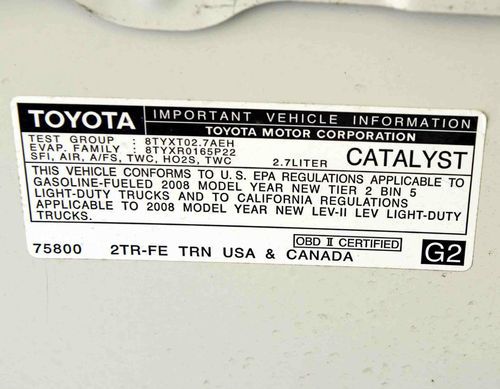 TOYOTA IMPORTANT VEHICLE INFORMATION
TOYOTA MOTOR CORPORATION
TEST GROUP : 8TYXT02.7AEH
EVAP. FAMILY : 8TYXR0165P22
SFI, AIR, A/FS, TWC, HO2S, TWC 2.7LITER CATALYST
THIS VEHICLE CONFORMS TO U.S. EPA REGULATIONS APPLICABLE TO
GASOLINE-FUELED 2008 MODEL YEAR NEW TIER 2 BIN 5
LIGHT-DUTY TRUCKS AND TO CALIFORNIA REGULATIONS
APPLICABLE TO 2008 MODEL YEAR NEW LEV-II LEV LIGHT-DUTY
TRUCKS.
OBD II CERTIFIED
75800 2TR-FE TRN USA & CANADA G2